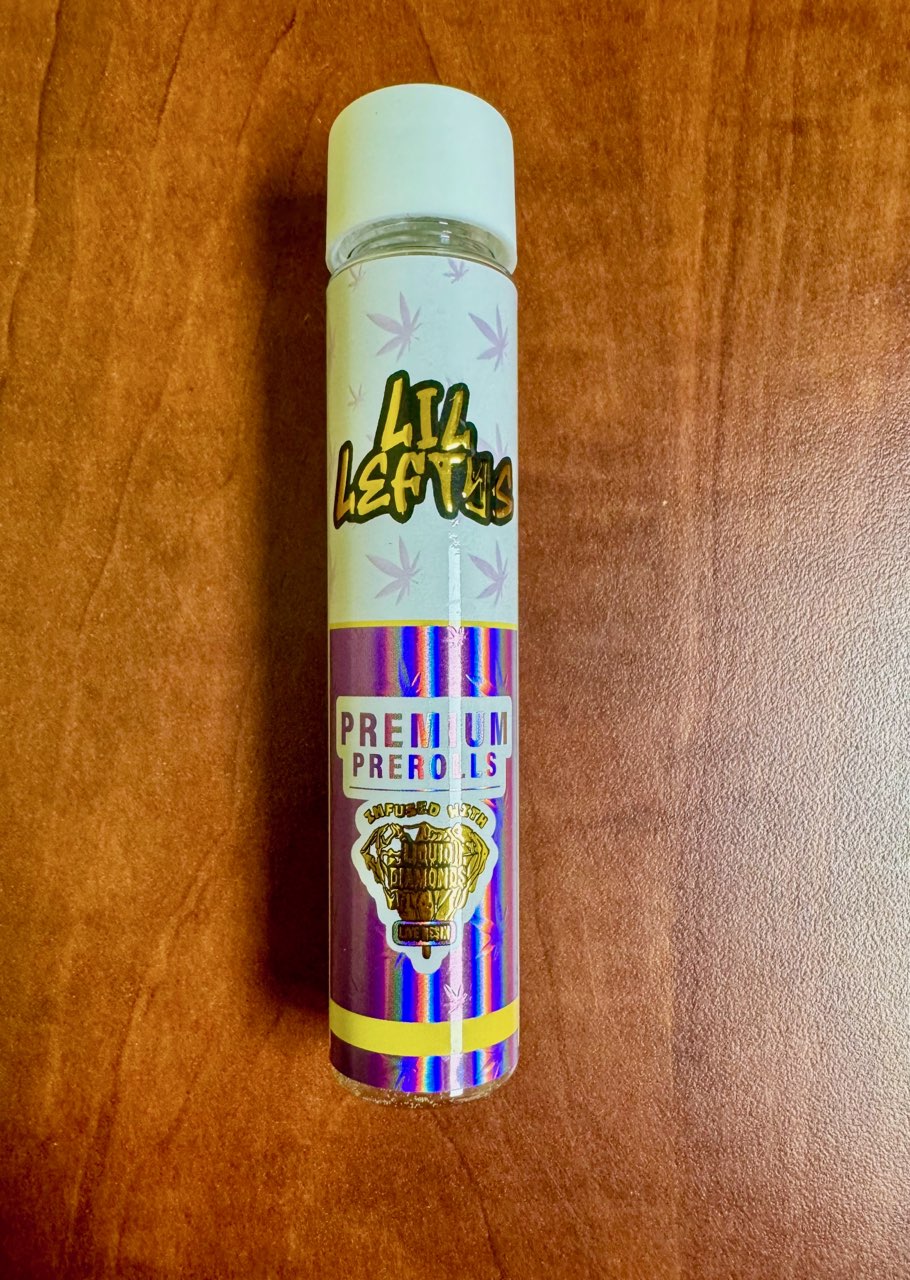 LIL
LEFTYS
PREMIUM
PREROLLS
INFUSED WITH
LIQUID
DIAMONDS
LIVE RESIN